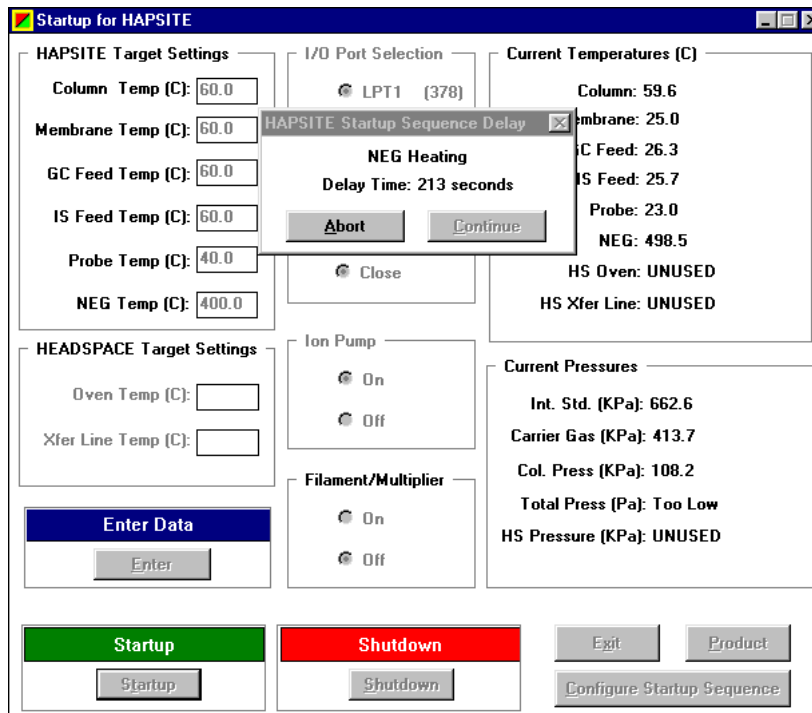 Startup for HAPSITE
HAPSITE Target Settings
Column Temp (C): 60.0
Membrane Temp (C): 60.0
GC Feed Temp (C): 60.0
IS Feed Temp (C): 60.0
Probe Temp (C): 40.0
NEG Temp (C): 400.0
HEADSPACE Target Settings
Oven Temp (C):
Xfer Line Temp (C):
Enter Data
Enter
I/O Port Selection
LPT1 (378)
HAPSITE Startup Sequence Delay
NEG Heating
Delay Time: 213 seconds
Abort Continue
Close
Ion Pump
On
Off
Filament/Multiplier
On
Off
Current Temperatures (C)
Column: 59.6
embrane: 25.0
GC Feed: 26.3
IS Feed: 25.7
Probe: 23.0
NEG: 498.5
HS Oven: UNUSED
HS Xfer Line: UNUSED
Current Pressures
Int. Std. (KPa): 662.6
Carrier Gas (KPa): 413.7
Col. Press (KPa): 108.2
Total Press (Pa): Too Low
HS Pressure (KPa): UNUSED
Startup
Startup
Shutdown
Shutdown
Exit Product
Configure Startup Sequence